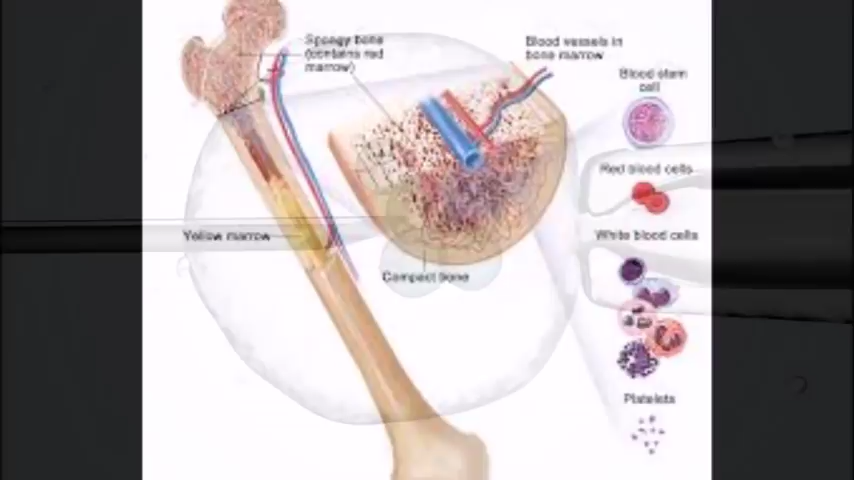 Spongy bone
(contains red
marrow)
Blood vessels in
bone marrow
Blood stem
cell
Red blood cells
Yellow marrow
White blood cells
Compact bone
Platelets